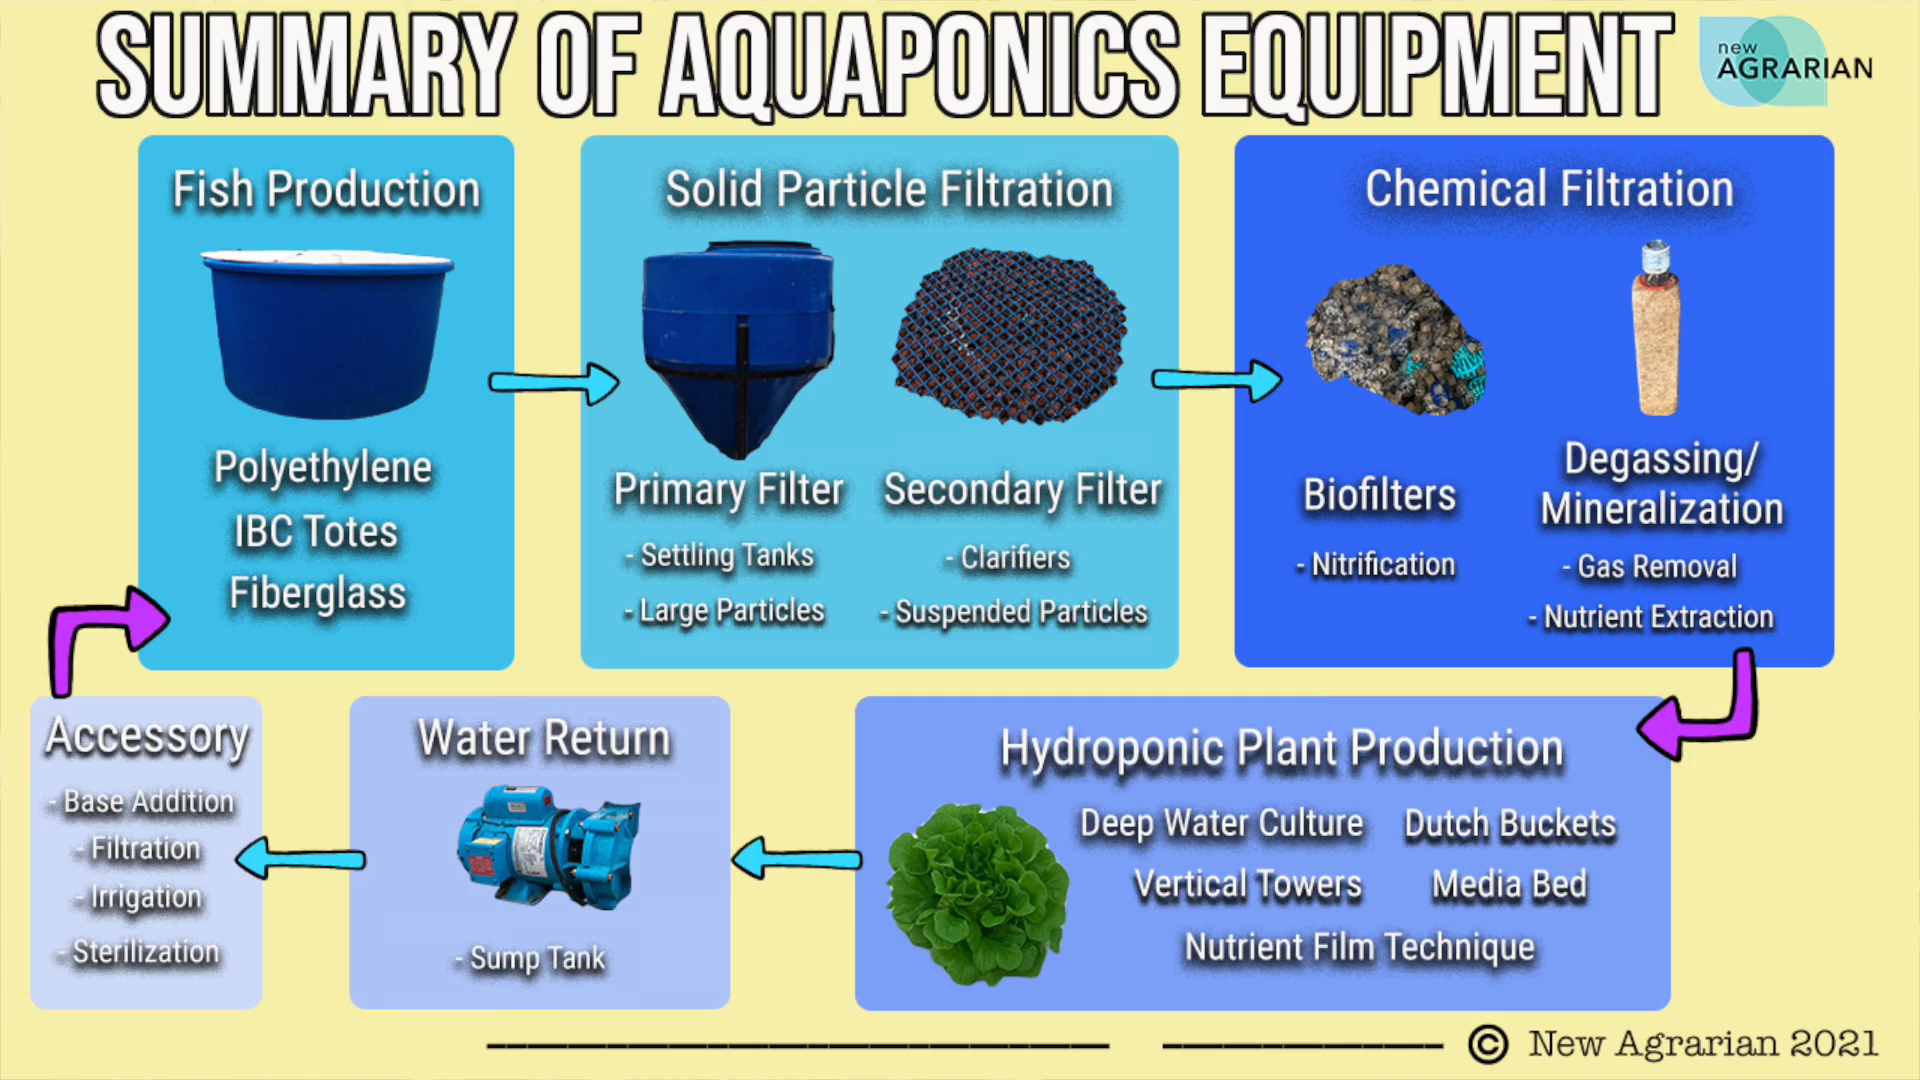 SUMMARY OF AQUAPONICS EQUIPMENT
new
AGRARIAN
Fish Production
Polyethylene
IBC Totes
Fiberglass
Solid Particle Filtration
Primary Filter
- Settling Tanks
- Large Particles
Secondary Filter
- Clarifiers
- Suspended Particles
Chemical Filtration
Biofilters
- Nitrification
Degassing/
Mineralization
- Gas Removal
- Nutrient Extraction
Hydroponic Plant Production
Deep Water Culture
Dutch Buckets
Vertical Towers
Media Bed
Nutrient Film Technique
Water Return
- Sump Tank
Accessory
- Base Addition
- Filtration
- Irrigation
- Sterilization
© New Agrarian 2021